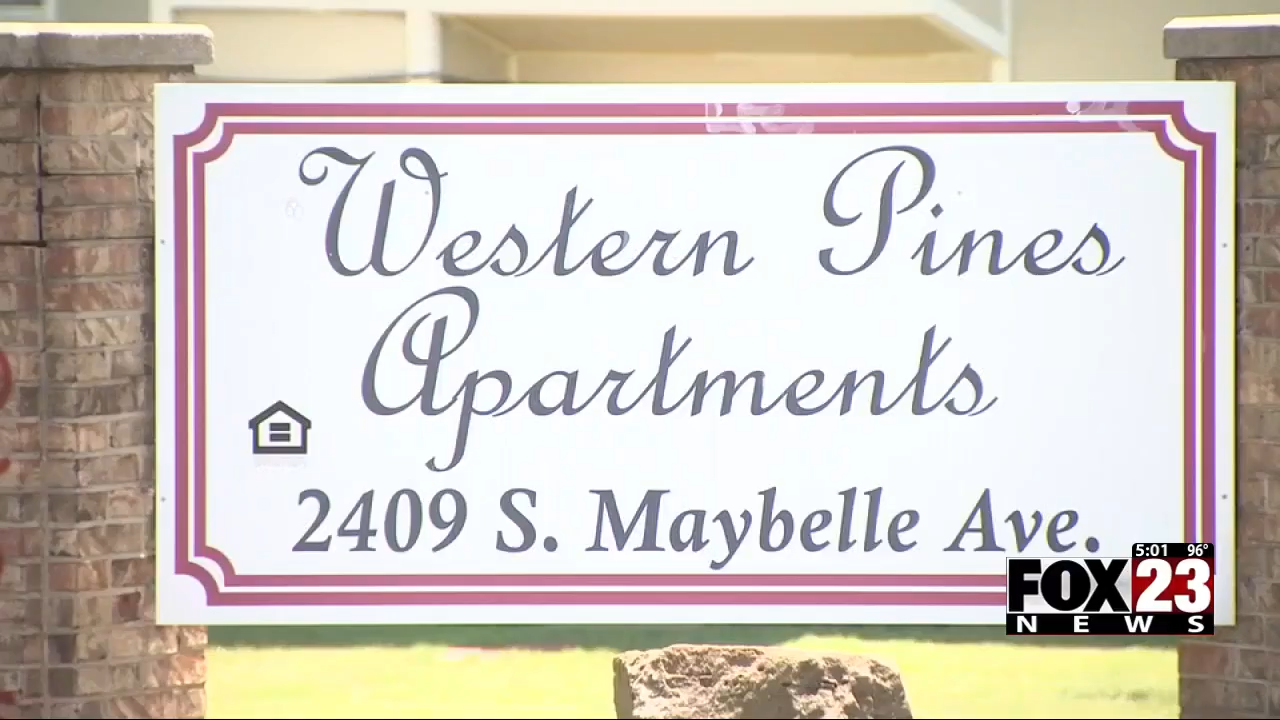 Western Pines
Apartments
2409 S. Maybelle Ave.
5:01 96°
FOX 23
NEWS